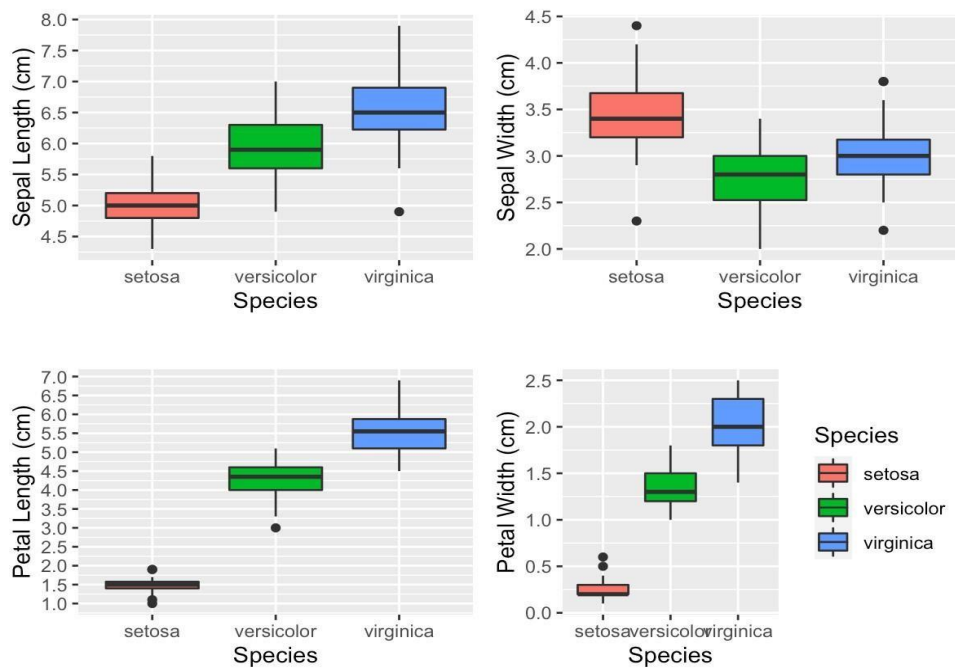 Sepal Length (cm)
8.0
7.5
7.0
6.5
6.0
5.5
5.0
4.5
setosa versicolor virginica
Species
Sepal Width (cm)
4.5
4.0
3.5
3.0
2.5
2.0
setosa versicolor virginica
Species
Petal Length (cm)
7.0
6.5
6.0
5.5
5.0
4.5
4.0
3.5
3.0
2.5
2.0
1.5
1.0
setosa versicolor virginica
Species
Petal Width (cm)
2.5
2.0
1.5
1.0
0.5
0.0
setosa versicolor virginica
Species
Species
setosa
versicolor
virginica